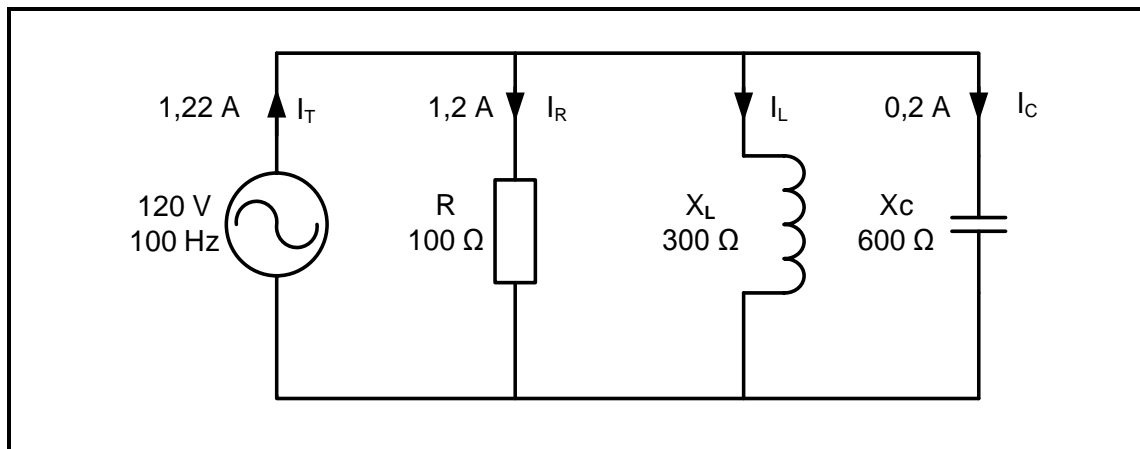 1,22 A
I_T
1,2 A
I_R
I_L
0,2 A
I_C
120 V
100 Hz
R
100 Ω
X_L
300 Ω
Xc
600 Ω